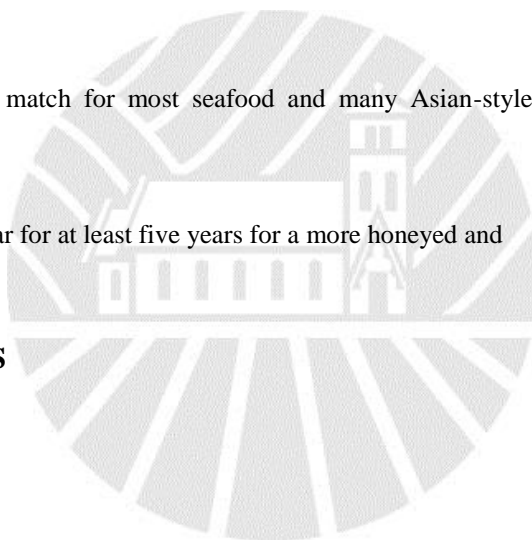 match for most seafood and many Asian-style
ar for at least five years for a more honeyed and
S